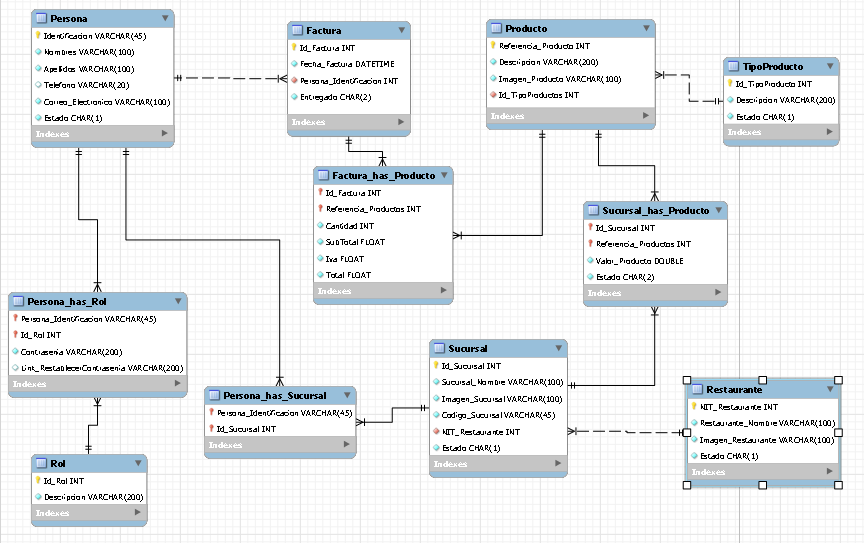 Persona
Identificacion VARCHAR(45)
Nombres VARCHAR(100)
Apellidos VARCHAR(100)
Telefono VARCHAR(20)
Correo_Electronico VARCHAR(100)
Estado CHAR(1)
Indexes
Factura
Id_Factura INT
Fecha_Factura DATETIME
Persona_Identificacion INT
Entregado CHAR(2)
Indexes
Producto
Referencia_Producto INT
Descripcion VARCHAR(200)
Imagen_Producto VARCHAR(100)
Id_TipoProductos INT
Indexes
TipoProducto
Id_TipoProducto INT
Descripcion VARCHAR(200)
Estado CHAR(1)
Indexes
Factura_has_Producto
Id_Factura INT
Referencia_Productos INT
Cantidad INT
SubTotal FLOAT
Iva FLOAT
Total FLOAT
Indexes
Sucursal_has_Producto
Id_Sucursal INT
Referencia_Productos INT
Valor_Producto DOUBLE
Estado CHAR(2)
Indexes
Persona_has_Rol
Persona_Identificacion VARCHAR(45)
Id_Rol INT
Contraseña VARCHAR(200)
Link_RestablecerContraseña VARCHAR(200)
Indexes
Persona_has_Sucursal
Persona_Identificacion VARCHAR(45)
Id_Sucursal INT
Indexes
Sucursal
Id_Sucursal INT
Sucursal_Nombre VARCHAR(100)
Imagen_Sucursal VARCHAR(100)
Codigo_Sucursal VARCHAR(45)
NIT_Restaurante INT
Estado CHAR(1)
Indexes
Restaurante
NIT_Restaurante INT
Restaurante_Nombre VARCHAR(100)
Imagen_Restaurante VARCHAR(100)
Estado CHAR(1)
Indexes
Rol
Id_Rol INT
Descripcion VARCHAR(200)
Indexes